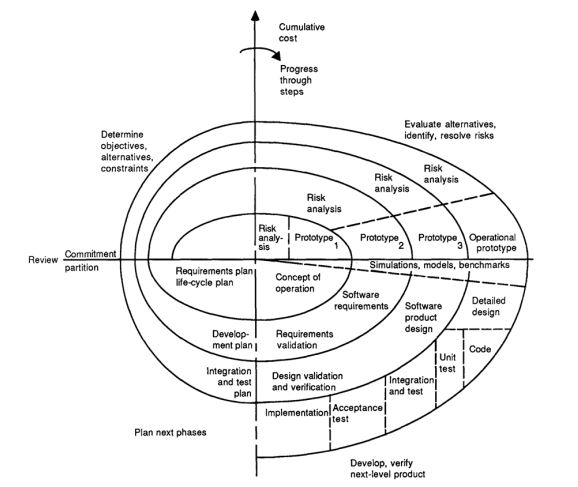 Cumulative
cost
Progress
through
steps
Evaluate alternatives,
identify, resolve risks
Determine
objectives,
alternatives,
constraints
Risk
analysis
Risk
analysis
Risk
analysis
Risk
analy-
sis
Prototype
1
Prototype
2
Prototype
3
Operational
prototype
Review
Commitment
partition
Simulations, models, benchmarks
Requirements plan
life-cycle plan
Concept of
operation
Software
requirements
Software
product
design
Detailed
design
Develop-
ment plan
Requirements
validation
Code
Unit
test
Integration
and test
plan
Design validation
and verification
Integration
and test
Acceptance
test
Implementation
Plan next phases
Develop, verify
next-level product